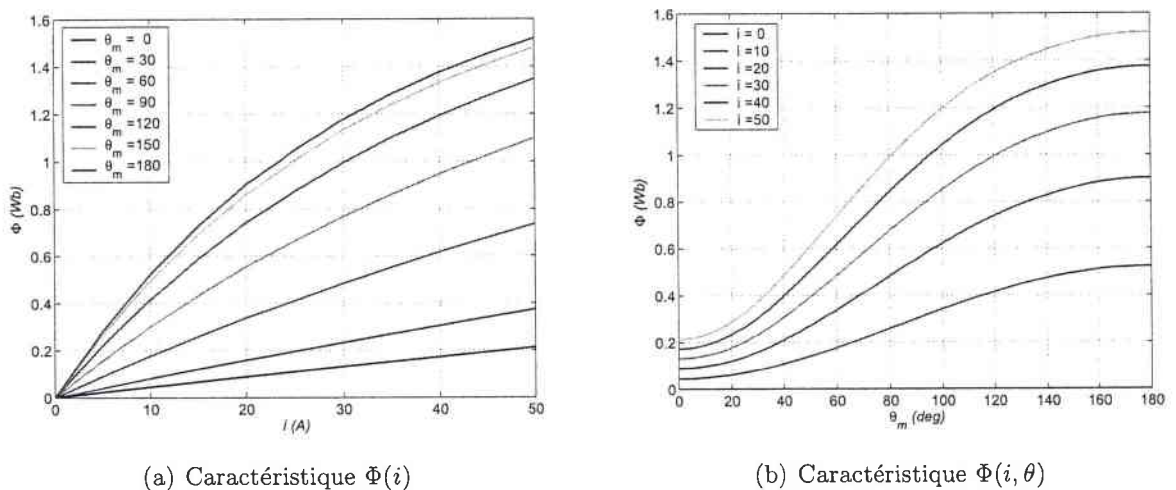 1.6
1.4
1.2
1
0.8
0.6
0.4
0.2
0
Φ (Wb)
θm = 0
θm = 30
θm = 60
θm = 90
θm =120
θm =150
θm =180
0 10 20 30 40 50
I (A)
(a) Caractéristique Φ(i)
1.6
1.4
1.2
1
0.8
0.6
0.4
0.2
0
Φ (Wb)
i = 0
i =10
i =20
i =30
i =40
i =50
0 20 40 60 80 100 120 140 160 180
θm (deg)
(b) Caractéristique Φ(i, θ)